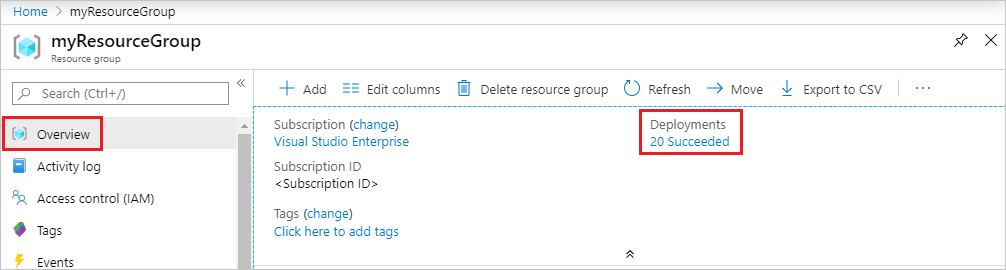 Home > myResourceGroup
myResourceGroup
Resource group
Search (Ctrl+/)
Overview
Activity log
Access control (IAM)
Tags
Events
Add Edit columns Delete resource group Refresh Move Export to CSV ...
Subscription (change)
Visual Studio Enterprise
Subscription ID
<Subscription ID>
Tags (change)
Click here to add tags
Deployments
20 Succeeded